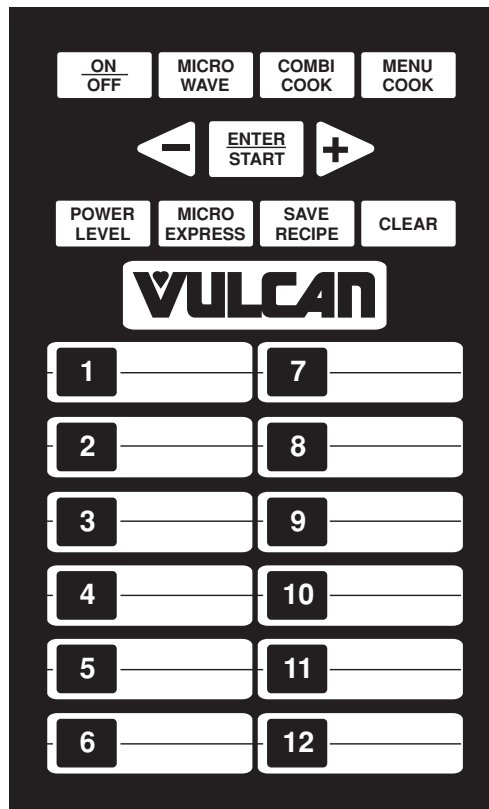 ON MICRO COMBI MENU
OFF WAVE COOK COOK
- ENTER +
START
POWER MICRO SAVE CLEAR
LEVEL EXPRESS RECIPE
VULCAN
1 7
2 8
3 9
4 10
5 11
6 12